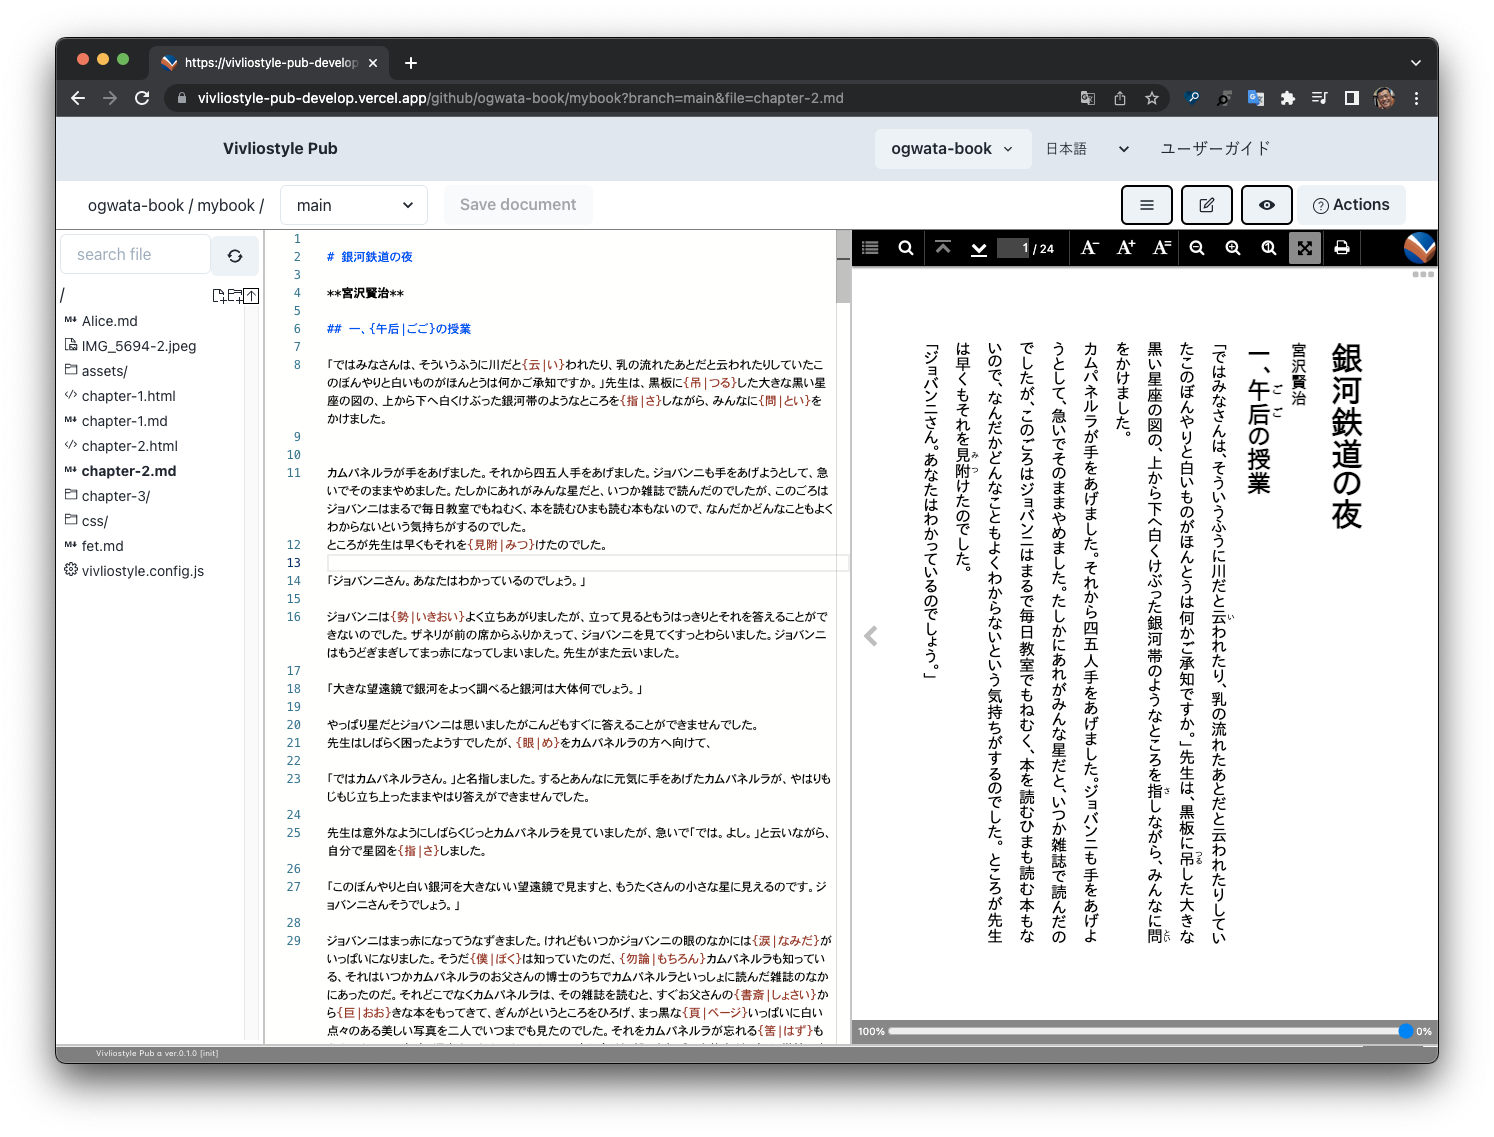 https://vivliostyle-pub-develop
vivliostyle-pub-develop.vercel.app/github/ogwata-book/mybook?branch=main&file=chapter-2.md
Vivliostyle Pub
ogwata-book
日本語
ユーザーガイド
ogwata-book / mybook /
main
Save document
Actions
search file
/
Alice.md
IMG_5694-2.jpeg
assets/
chapter-1.html
chapter-1.md
chapter-2.html
chapter-2.md
chapter-3/
css/
fet.md
vivliostyle.config.js
1
2 # 銀河鉄道の夜
3
4 **宮沢賢治**
5
6 ## 一、{午后|ごご}の授業
7
8 「ではみなさんは、そういうふうに川だと{云|い}われたり、乳の流れたあとだと云われたりしていたこ
のぼんやりと白いものがほんとうは何かご承知ですか。」先生は、黒板に{吊|つる}した大きな黒い星
座の図の、上から下へ白くけぶった銀河帯のようなところを{指|さ}しながら、みんなに{問|とい}を
かけました。
9
10
11 カムパネルラが手をあげました。それから四五人手をあげました。ジョバンニも手をあげようとして、急
いでそのままやめました。たしかにあれがみんな星だと、いつか雑誌で読んだのでしたが、このごろは
ジョバンニはまるで毎日教室でもねむく、本を読むひまも読む本もないので、なんだかどんなこともよく
わからないという気持ちがするのでした。
12 ところが先生は早くもそれを{見附|みつ}けたのでした。
13
14 「ジョバンニさん。あなたはわかっているのでしょう。」
15
16 ジョバンニは{勢|いきおい}よく立ちあがりましたが、立って見るともうはっきりとそれを答えることがで
きないのでした。ザネリが前の席からふりかえって、ジョバンニを見てくすっとわらいました。ジョバンニ
はもうどぎまぎしてまっ赤になってしまいました。先生がまた云いました。
17
18 「大きな望遠鏡で銀河をよっく調べると銀河は大体何でしょう。」
19
20 やっぱり星だとジョバンニは思いましたがこんどもすぐに答えることができませんでした。
21 先生はしばらく困ったようすでしたが、{眼|め}をカムパネルラの方へ向けて、
22
23 「ではカムパネルラさん。」と名指しました。するとあんなに元気に手をあげたカムパネルラが、やはりも
じもじ立ち上ったままやはり答えができませんでした。
24
25 先生は意外なようにしばらくじっとカムパネルラを見ていましたが、急いで「では。よし。」と云いながら、
自分で星図を{指|さ}しました。
26
27 「このぼんやりと白い銀河を大きないい望遠鏡で見ますと、もうたくさんの小さな星に見えるのです。ジ
ョバンニさんそうでしょう。」
28
29 ジョバンニはまっ赤になってうなずきました。けれどもいつかジョバンニの眼のなかには{涙|なみだ}が
いっぱいになりました。そうだ{僕|ぼく}は知っていたのだ、{勿論|もちろん}カムパネルラも知ってい
る、それはいつかカムパネルラのお父さんの博士のうちでカムパネルラといっしょに読んだ雑誌のなか
にあったのだ。それどこでなくカムパネルラは、その雑誌を読むと、すぐお父さんの{書斎|しょさい}か
ら{巨|おお}きな本をもってきて、ぎんがというところをひろげ、まっ黒な{頁|ページ}いっぱいに白い
点々のある美しい写真を二人でいつまでも見たのでした。それをカムパネルラが忘れる{筈|はず}も
1 / 24
銀河鉄道の夜
宮沢賢治
一、午后の授業
ごご
「ではみなさんは、そういうふうに川だと云われたり、乳の流れたあとだと云われたりしてい
い
たこのぼんやりと白いものがほんとうは何かご承知ですか。」先生は、黒板に吊した大きな
つる
黒い星座の図の、上から下へ白くけぶった銀河帯のようなところを指しながら、みんなに問
さ
とい
をかけました。
カムパネルラが手をあげました。それから四五人手をあげました。ジョバンニも手をあげよ
うとして、急いでそのままやめました。たしかにあれがみんな星だと、いつか雑誌で読んだの
でしたが、このごろはジョバンニはまるで毎日教室でもねむく、本を読むひまも読む本もな
いので、なんだかどんなこともよくわからないという気持ちがするのでした。ところが先生
は早くもそれを見附けたのでした。
みつ
「ジョバンニさん。あなたはわかっているのでしょう。」
100%
0%
Vivliostyle Pub α ver.0.1.0 [init]